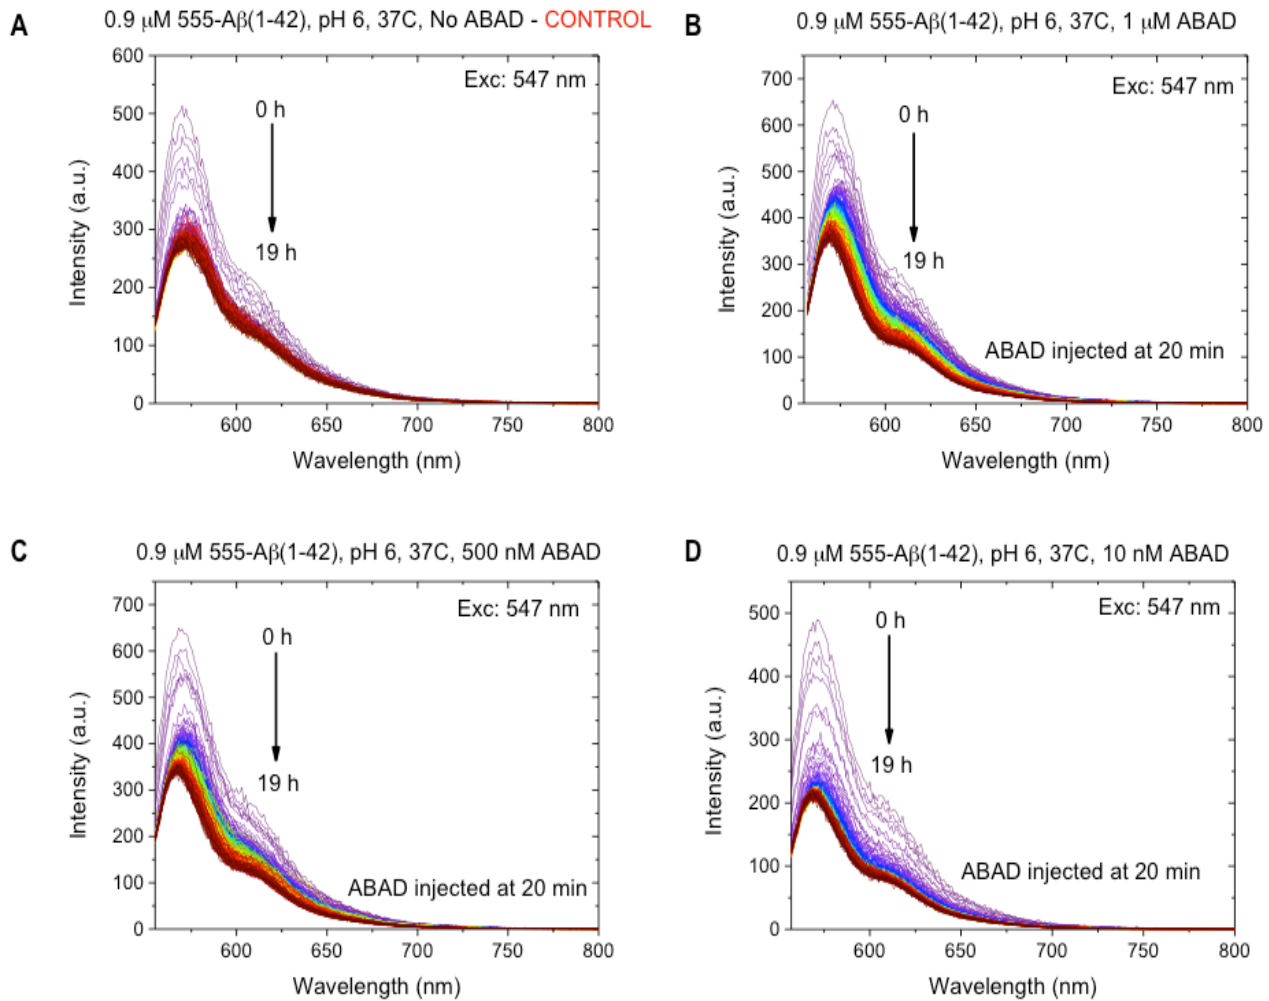 A
0.9 μM 555-Aβ(1-42), pH 6, 37C, No ABAD - CONTROL
Exc: 547 nm
0 h
19 h
600
500
400
300
200
100
0
Intensity (a.u.)
600 650 700 750 800
Wavelength (nm)
B
0.9 μM 555-Aβ(1-42), pH 6, 37C, 1 μM ABAD
Exc: 547 nm
0 h
19 h
ABAD injected at 20 min
700
600
500
400
300
200
100
0
Intensity (a.u.)
600 650 700 750 800
Wavelength (nm)
C
0.9 μM 555-Aβ(1-42), pH 6, 37C, 500 nM ABAD
Exc: 547 nm
0 h
19 h
ABAD injected at 20 min
700
600
500
400
300
200
100
0
Intensity (a.u.)
600 650 700 750 800
Wavelength (nm)
D
0.9 μM 555-Aβ(1-42), pH 6, 37C, 10 nM ABAD
Exc: 547 nm
0 h
19 h
ABAD injected at 20 min
500
400
300
200
100
0
Intensity (a.u.)
600 650 700 750 800
Wavelength (nm)